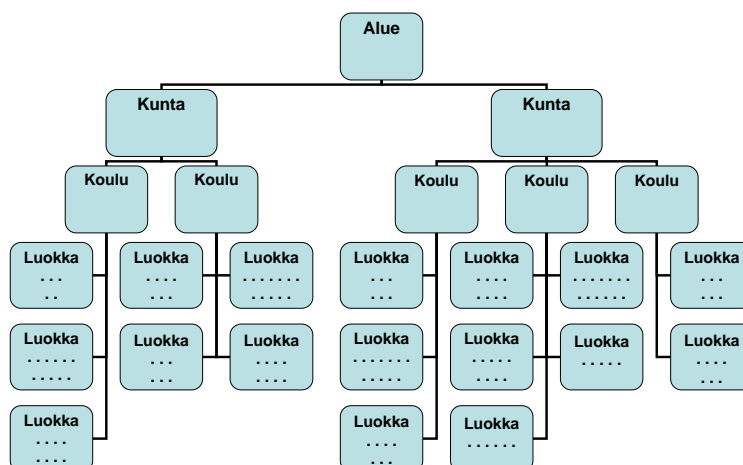 Alue
Kunta
Kunta
Koulu
Koulu
Koulu
Koulu
Koulu
Luokka
. . .
. .
Luokka
. . . .
. . .
Luokka
. . . . . . .
. . . . .
Luokka
. . .
. . .
Luokka
. . . .
. . . .
Luokka
. . . . . . .
. . . . . .
Luokka
. . .
. . .
Luokka
. . . . . .
. . . . .
Luokka
. . .
. . .
Luokka
. . . .
. . . .
Luokka
. . . . . . .
. . . . .
Luokka
. . . . .
. . . .
Luokka
. . . . .
Luokka
. . . .
. . .
Luokka
. . . .
. . . .
Luokka
. . . .
. . .
Luokka
. . . . . .